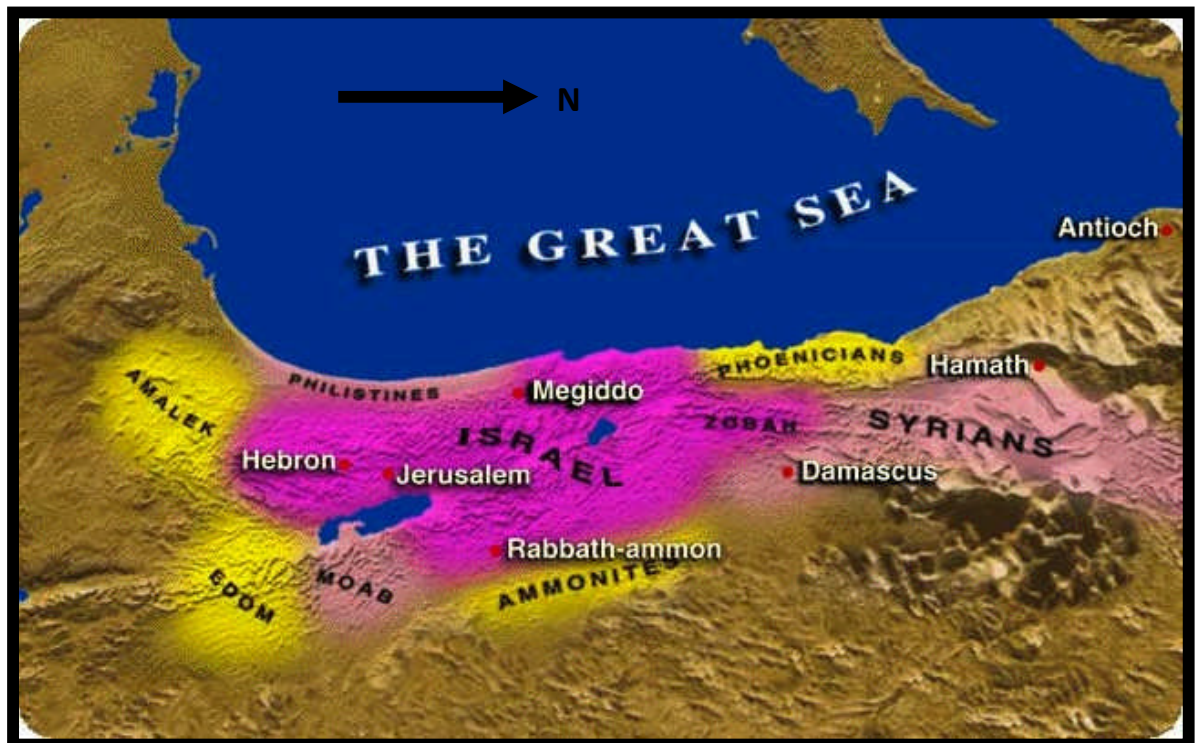 N
THE GREAT SEA
Antioch
PHOENICIANS
Hamath
AMALEK
PHILISTINES
Megiddo
ISRAEL
ZOBAH
SYRIANS
Hebron
Jerusalem
Damascus
Rabbath-ammon
EDOM
MOAB
AMMONITES